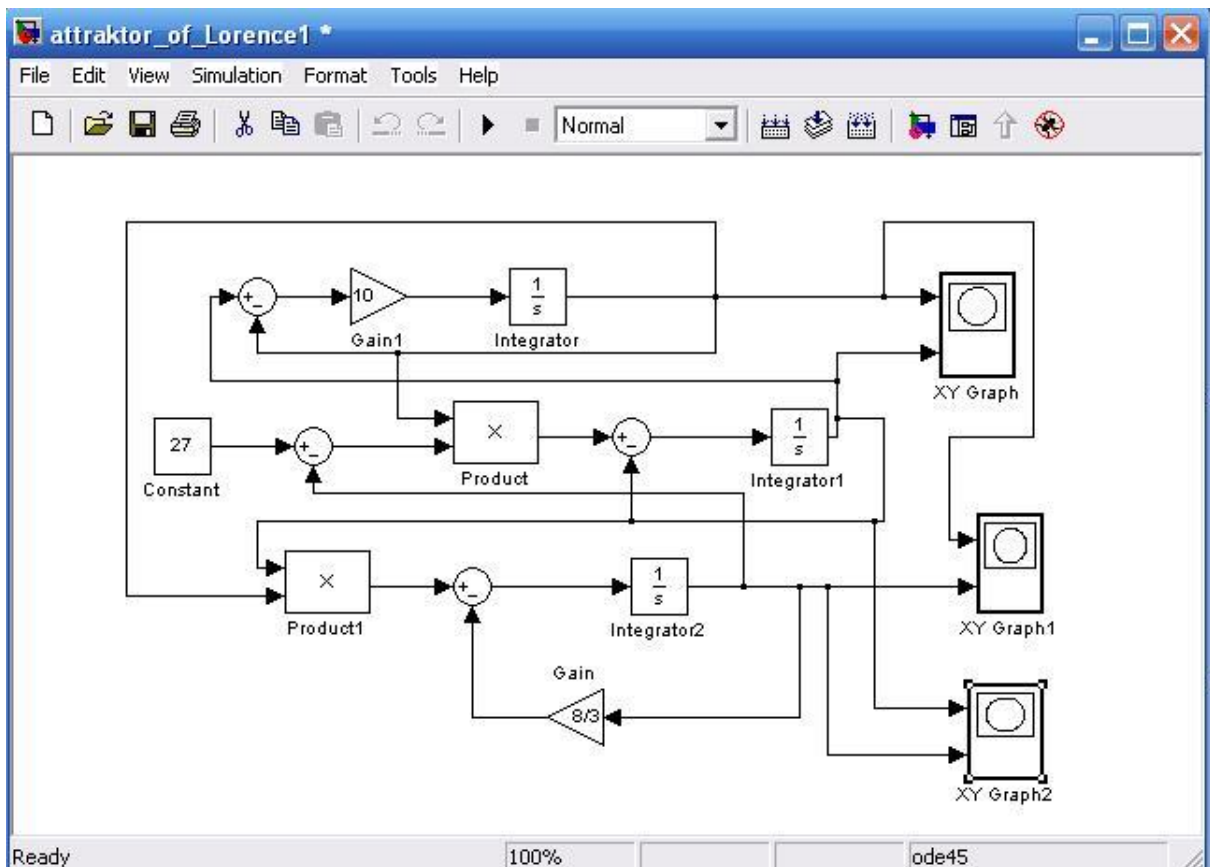 attraktor_of_Lorence1 *
File Edit View Simulation Format Tools Help
Normal
10
1
s
Gain1
Integrator
XY Graph
27
×
1
s
Constant
Product
Integrator1
×
1
s
Product1
Integrator2
XY Graph1
Gain
8/3
XY Graph2
Ready 100% ode45